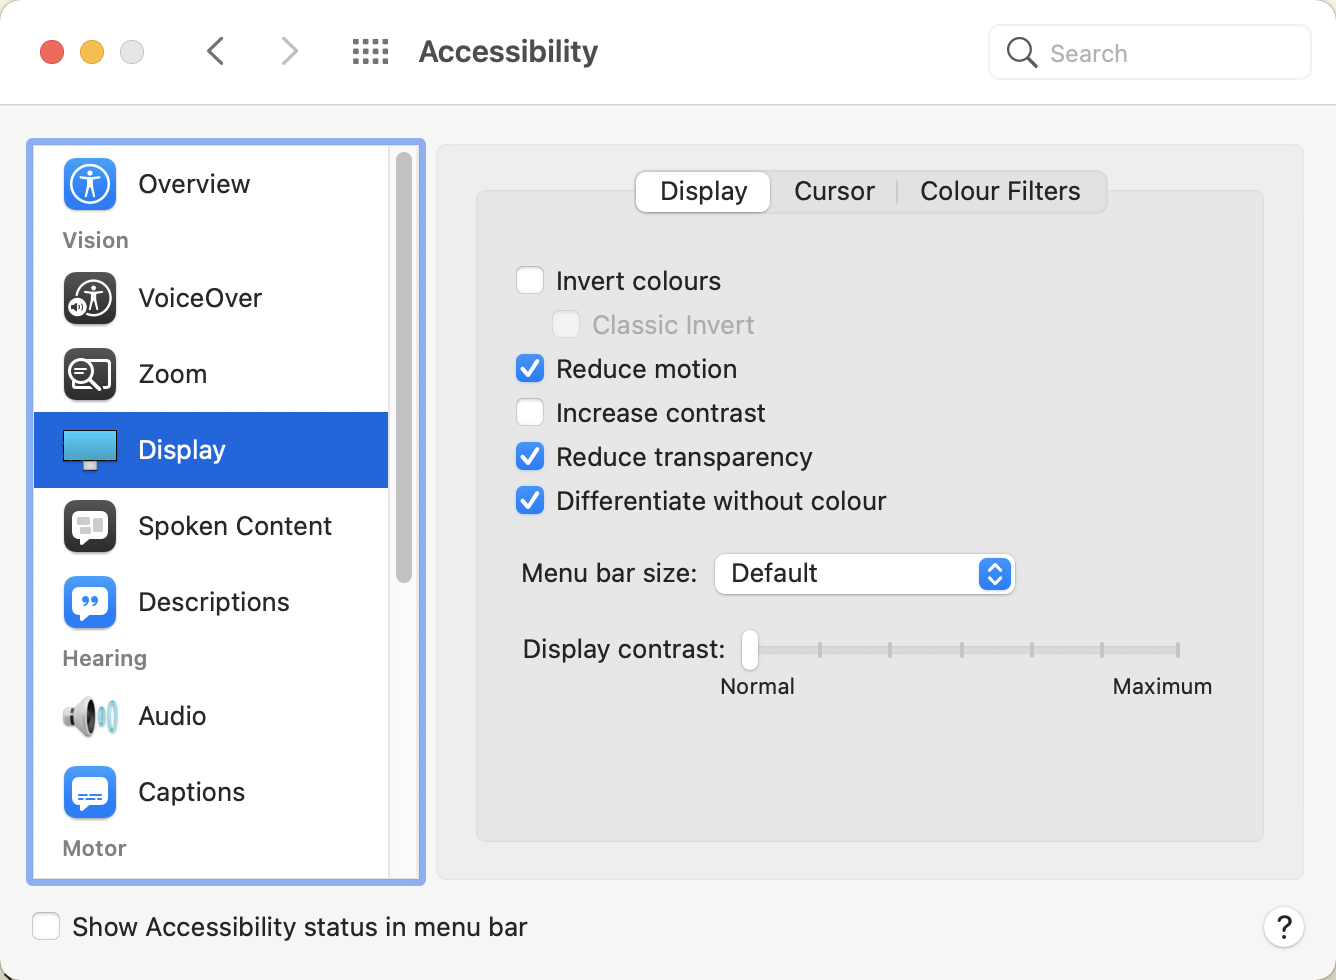 Accessibility
Search
Overview
Vision
VoiceOver
Zoom
Display
Spoken Content
Descriptions
Hearing
Audio
Captions
Motor
Display Cursor Colour Filters
Invert colours
Classic Invert
Reduce motion
Increase contrast
Reduce transparency
Differentiate without colour
Menu bar size: Default
Display contrast:
Normal Maximum
Show Accessibility status in menu bar
?